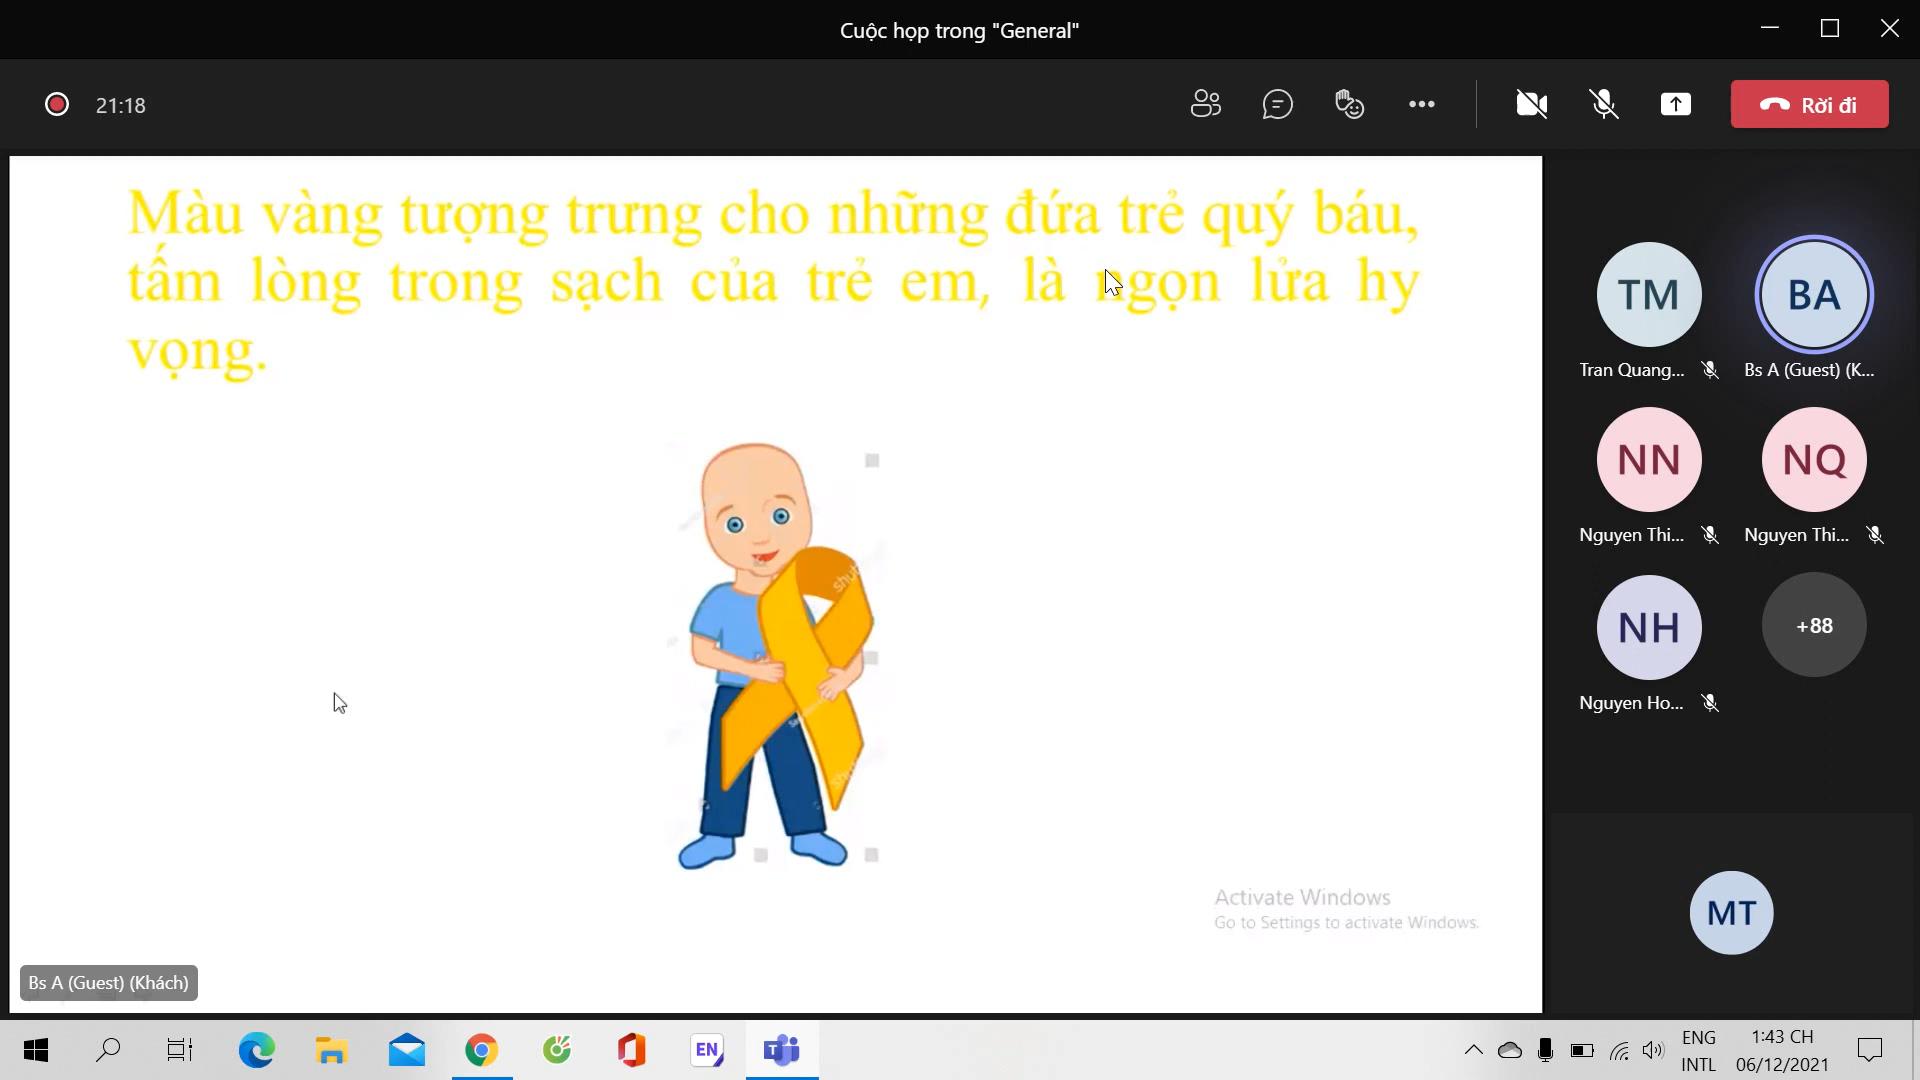 Cuộc họp trong "General"
21:18
Rời đi
Màu vàng tượng trưng cho những đứa trẻ quý báu,
tấm lòng trong sạch của trẻ em, là ngọn lửa hy
vọng.
TM
BA
Tran Quang...
Bs A (Guest) (K...
NN
NQ
Nguyen Thi...
Nguyen Thi...
NH
+88
Nguyen Ho...
MT
Activate Windows
Go to Settings to activate Windows.
Bs A (Guest) (Khách)
EN
T
ENG
INTL
1:43 CH
06/12/2021